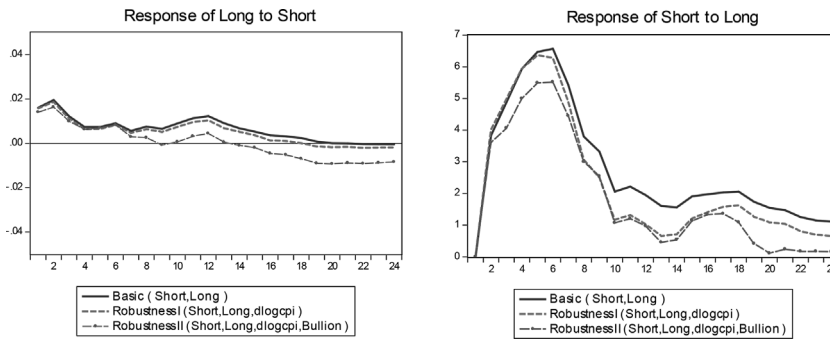 Response of Long to Short
.04
.02
.00
-.02
-.04
2 4 6 8 10 12 14 16 18 20 22 24
Basic ( Short,Long )
RobustnessI (Short,Long,dlogcpi )
RobustnessII (Short,Long,dlogcpi,Bullion )
Response of Short to Long
7
6
5
4
3
2
1
0
2 4 6 8 10 12 14 16 18 20 22
Basic ( Short,Long )
RobustnessI (Short,Long,dlogcpi)
RobustnessII (Short,Long,dlogcpi,Bullion )